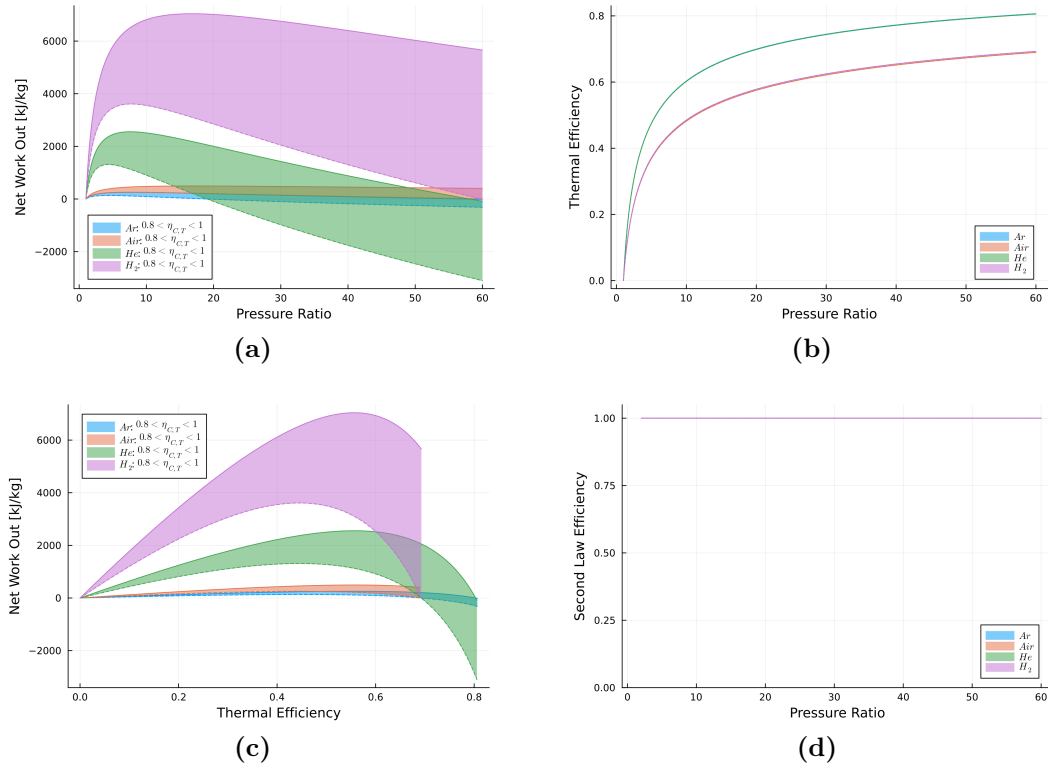 Net Work Out [kJ/kg]
6000
4000
2000
0
−2000
Ar: 0.8 < η_{C,T} < 1
Air: 0.8 < η_{C,T} < 1
He: 0.8 < η_{C,T} < 1
H₂: 0.8 < η_{C,T} < 1
0 10 20 30 40 50 60
Pressure Ratio
(a)
Thermal Efficiency
0.8
0.6
0.4
0.2
0.0
Ar
Air
He
H₂
0 10 20 30 40 50 60
Pressure Ratio
(b)
Net Work Out [kJ/kg]
6000
4000
2000
0
−2000
Ar: 0.8 < η_{C,T} < 1
Air: 0.8 < η_{C,T} < 1
He: 0.8 < η_{C,T} < 1
H₂: 0.8 < η_{C,T} < 1
0.0 0.2 0.4 0.6 0.8
Thermal Efficiency
(c)
Second Law Efficiency
1.00
0.75
0.50
0.25
0.00
Ar
Air
He
H₂
0 10 20 30 40 50 60
Pressure Ratio
(d)